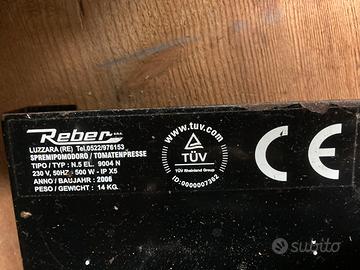 Reber s.n.c.
LUZZARA (RE) Tel.0522/976153
SPREMIPOMODORO / TOMATENPRESSE
TIPO / TYP : N.5 EL. 9004 N
230 V, 50HZ - 500 W - IP X5
ANNO / BAUJAHR : 2006
PESO / GEWICHT : 14 KG.
www.tuv.com
TÜV
TÜV Rheinland Group
ID:0000007962
CE
subito